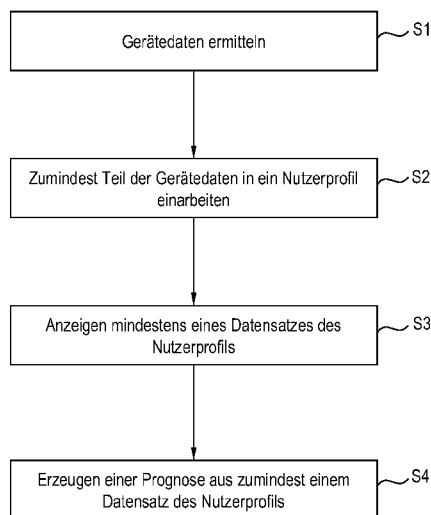 Gerätedaten ermitteln
S1
Zumindest Teil der Gerätedaten in ein Nutzerprofil
einarbeiten
S2
Anzeigen mindestens eines Datensatzes des
Nutzerprofils
S3
Erzeugen einer Prognose aus zumindest einem
Datensatz des Nutzerprofils
S4